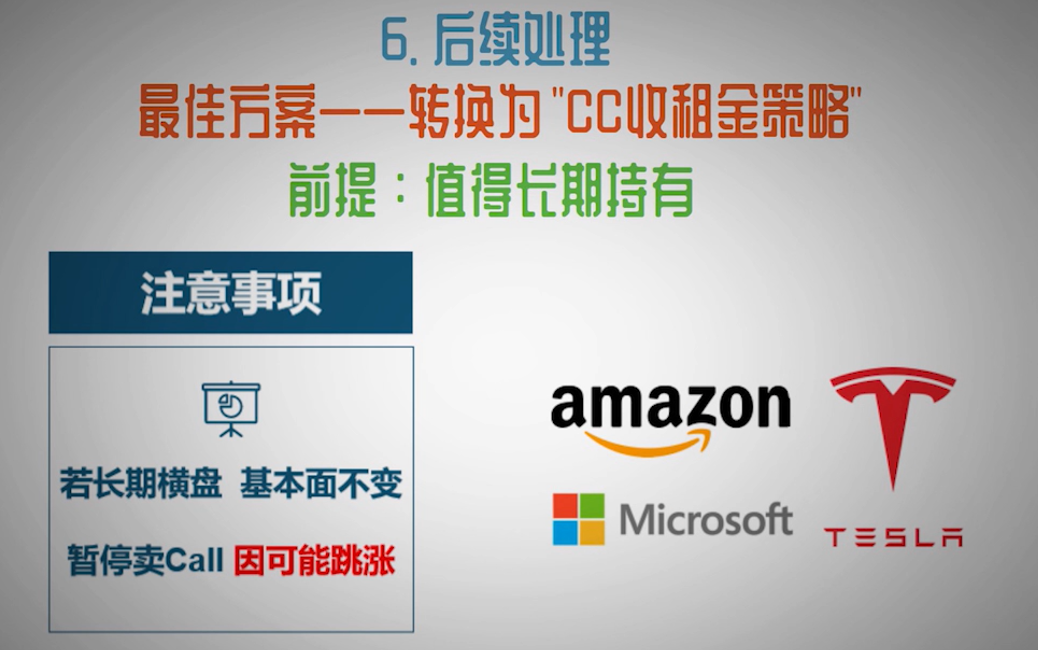 6. 后续处理
最佳方案——转换为"CC收租金策略"
前提：值得长期持有
注意事项
若长期横盘 基本面不变
暂停卖Call 因可能跳涨
amazon
Microsoft
TESLA